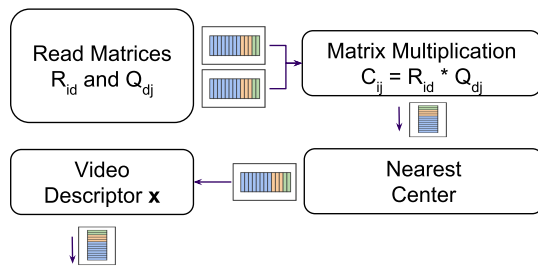 Read Matrices
R_id and Q_dj
Matrix Multiplication
C_ij = R_id * Q_dj
Video
Descriptor x
Nearest
Center